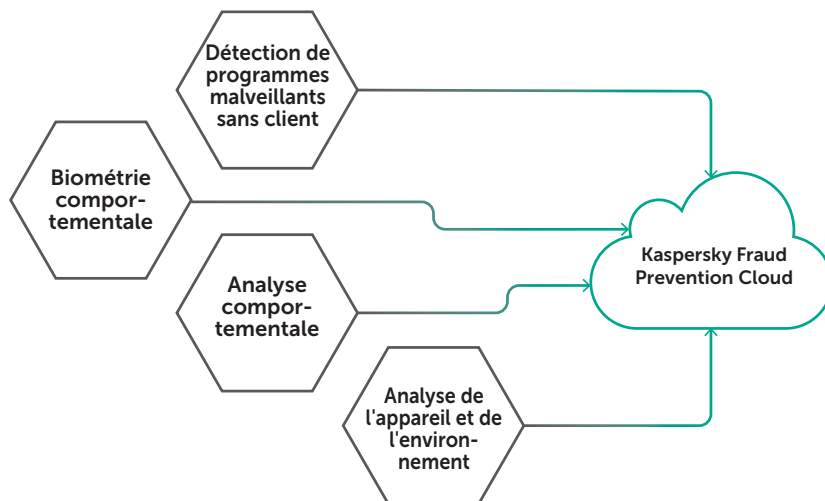 Détection de
programmes
malveillants
sans client
Biométrie
compor-
tementale
Analyse
compor-
tementale
Kaspersky Fraud
Prevention Cloud
Analyse de
l'appareil et de
l'environ-
nement